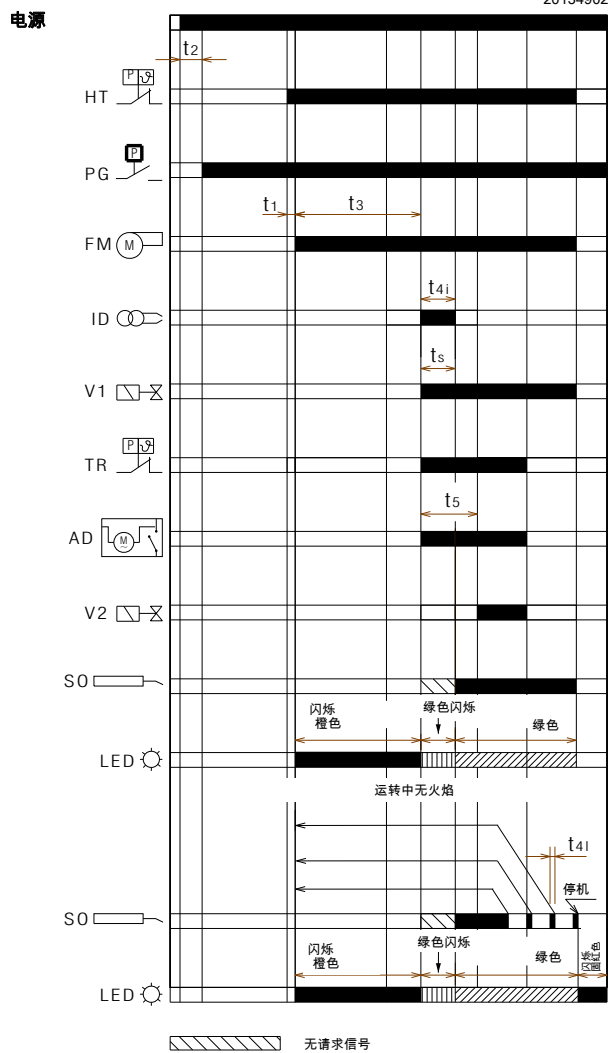 20154902
电源
t2
P ϑ
HT
P
PG
t1
t3
FM M
t4i
ID
ts
V1
P ϑ
TR
t5
AD M
V2
SO
闪烁
橙色
绿色闪烁
绿色
LED
运转中无火焰
t4l
停机
SO
闪烁
橙色
绿色闪烁
绿色
闪烁
LED
无请求信号